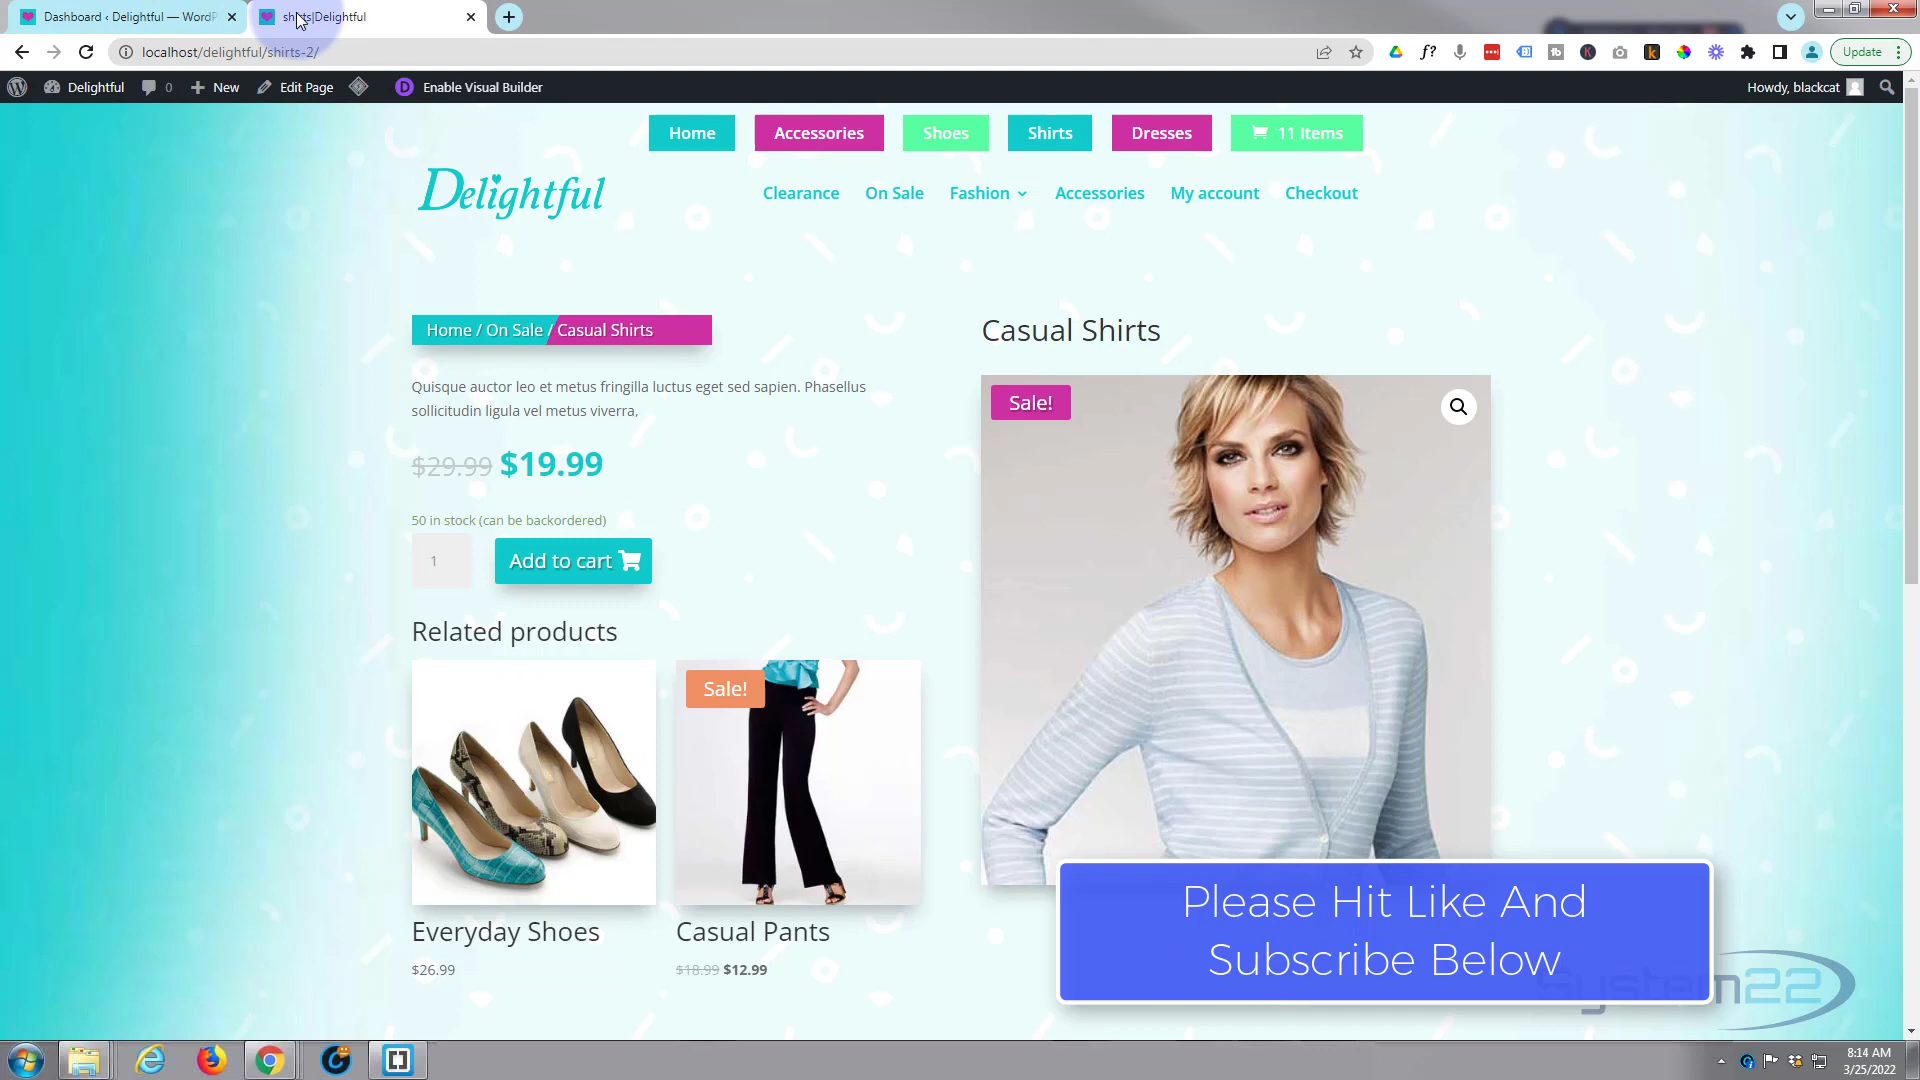 Dashboard ‹ Delightful — WordP
shirts|Delightful
localhost/delightful/shirts-2/
Update
Delightful
0
New
Edit Page
Enable Visual Builder
Howdy, blackcat
Home
Accessories
Shoes
Shirts
Dresses
11 Items
Delightful
Clearance
On Sale
Fashion
Accessories
My account
Checkout
Home / On Sale / Casual Shirts
Casual Shirts
Quisque auctor leo et metus fringilla luctus eget sed sapien. Phasellus
sollicitudin ligula vel metus viverra,
Sale!
$29.99 $19.99
50 in stock (can be backordered)
1
Add to cart
Related products
Sale!
Everyday Shoes
Casual Pants
$26.99
$18.99 $12.99
Please Hit Like And
Subscribe Below
System22
8:14 AM
3/25/2022